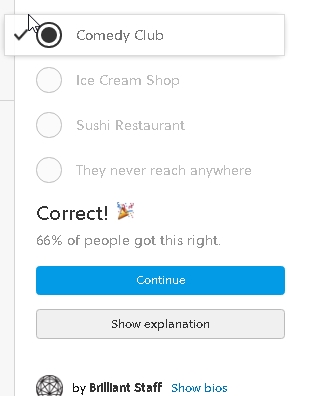 Comedy Club
Ice Cream Shop
Sushi Restaurant
They never reach anywhere
Correct! 🎉
66% of people got this right.
Continue
Show explanation
by Brilliant Staff Show bios